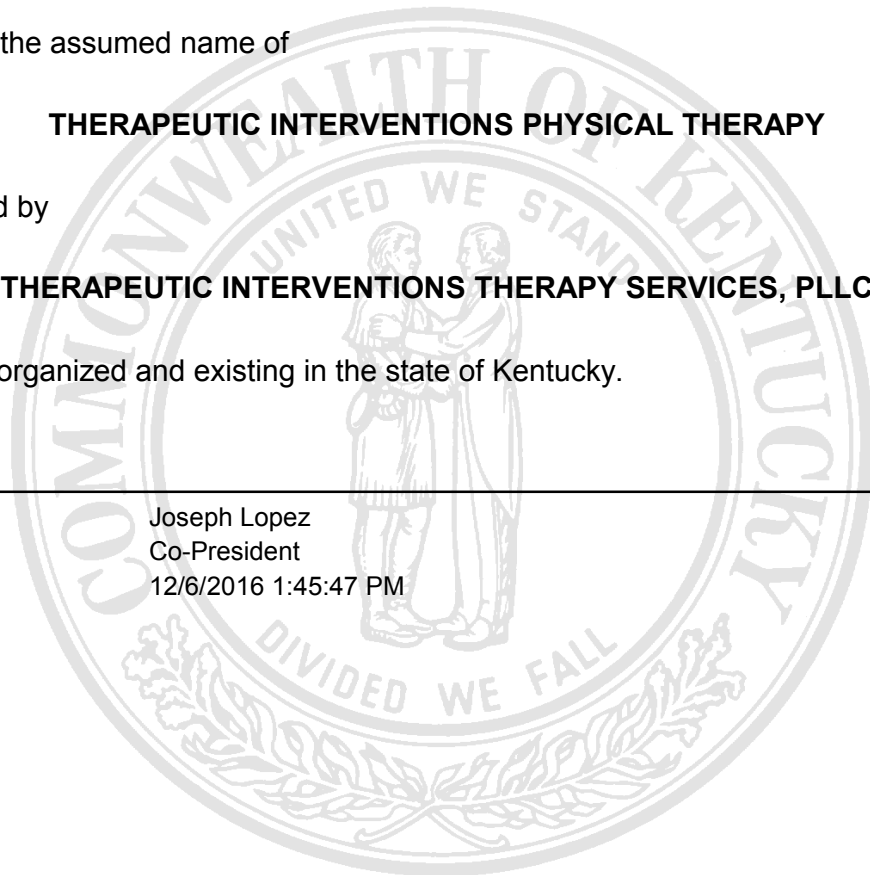 the assumed name of
THERAPEUTIC INTERVENTIONS PHYSICAL THERAPY
d by
THERAPEUTIC INTERVENTIONS THERAPY SERVICES, PLLC
organized and existing in the state of Kentucky.
Joseph Lopez
Co-President
12/6/2016 1:45:47 PM
COMMONWEALTH OF KENTUCKY
UNITED WE STAND
DIVIDED WE FALL